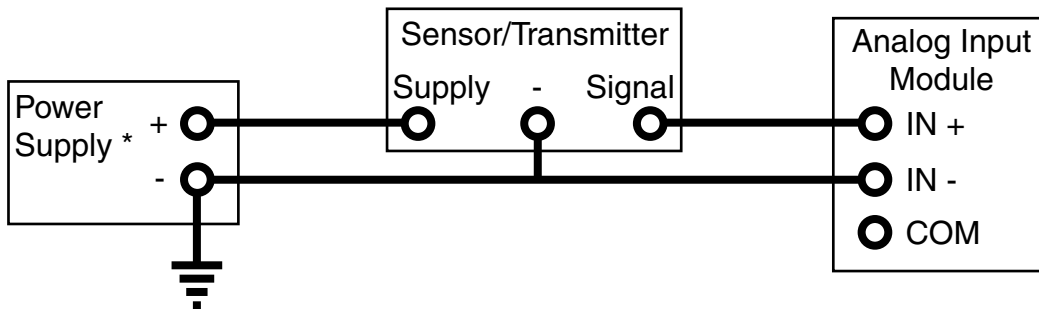 Sensor/Transmitter
Supply - Signal
Analog Input
Module
IN +
IN -
COM
Power
Supply *
+
-